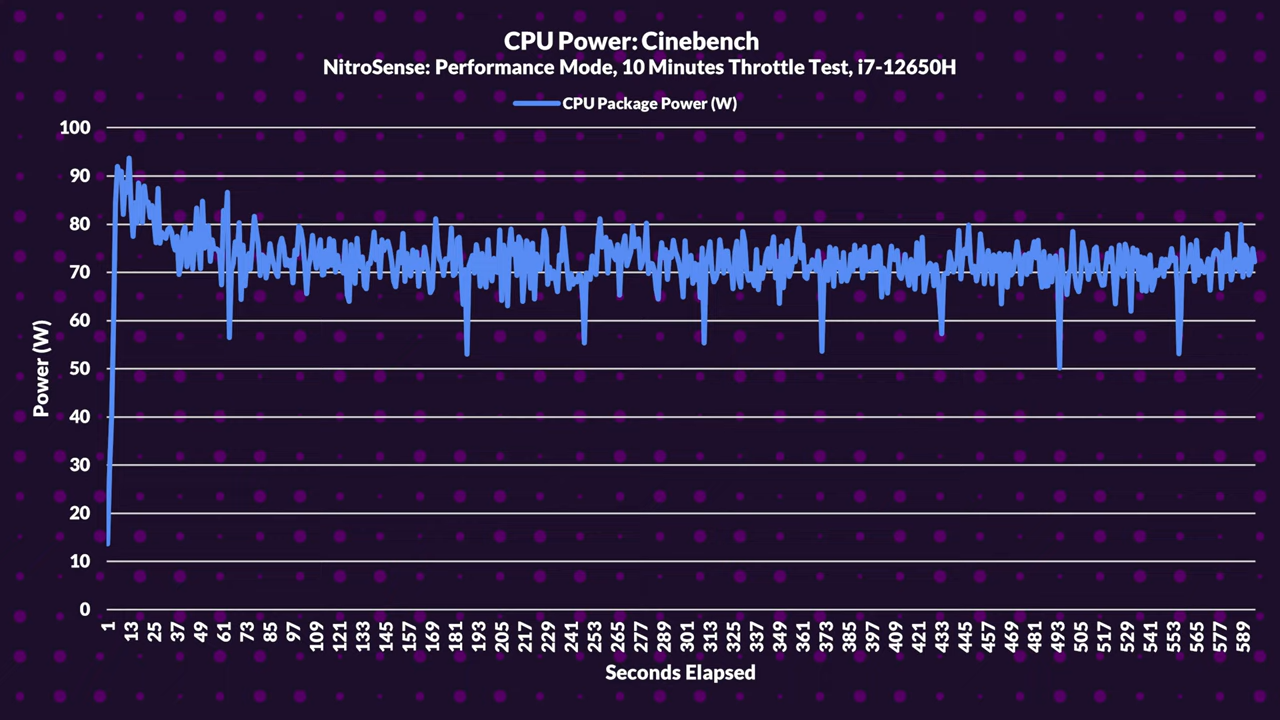 CPU Power: Cinebench
NitroSense: Performance Mode, 10 Minutes Throttle Test, i7-12650H
CPU Package Power (W)
100
90
80
70
60
50
40
30
20
10
0
Power (W)
1 13 25 37 49 61 73 85 97 109 121 133 145 157 169 181 193 205 217 229 241 253 265 277 289 301 313 325 337 349 361 373 385 397 409 421 433 445 457 469 481 493 505 517 529 541 553 565 577 589
Seconds Elapsed